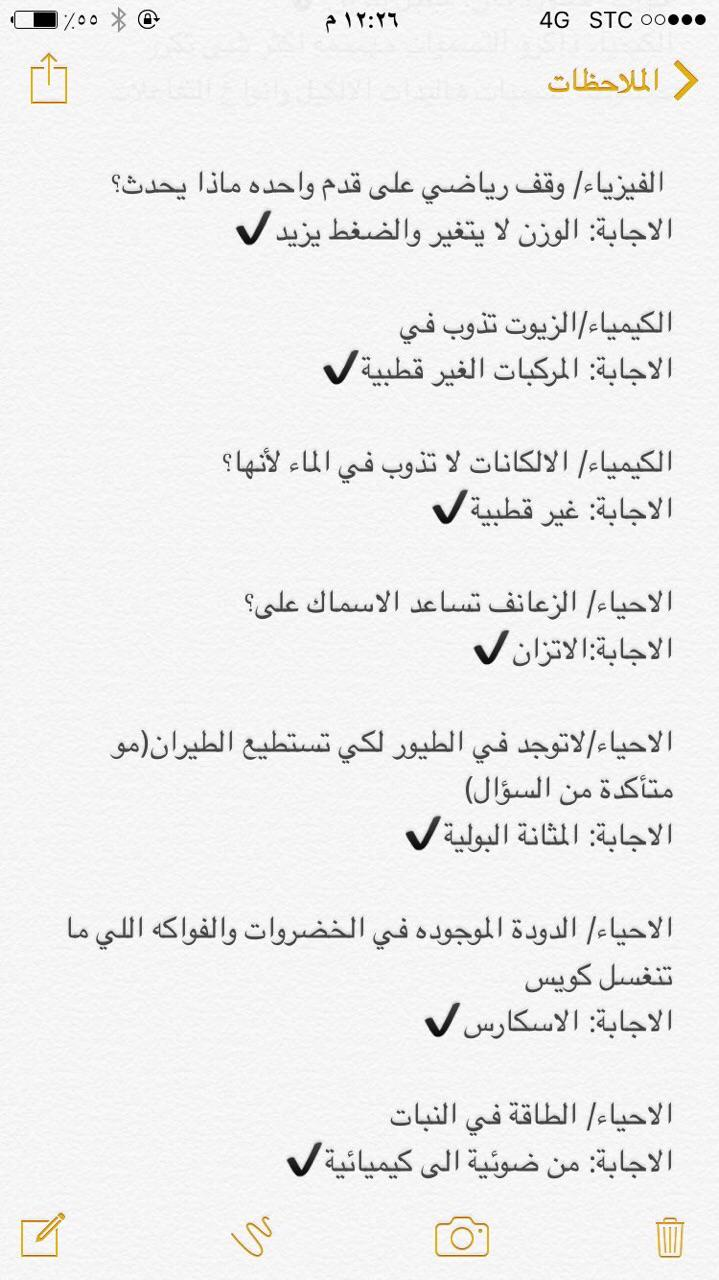 ٪٥٠ ١٢:٢٦ م 4G STC
الملاحظات
الفيزياء/ وقف رياضي على قدم واحده ماذا يحدث؟
الاجابة: الوزن لا يتغير والضغط يزيد✔
الكيمياء/الزيوت تذوب في
الاجابة: المركبات الغير قطبية✔
الكيمياء/ الالكانات لا تذوب في الماء لأنها؟
الاجابة: غير قطبية✔
الاحياء/ الزعانف تساعد الاسماك على؟
الاجابة:الاتزان✔
الاحياء/لاتوجد في الطيور لكي تستطيع الطيران(مو
متأكدة من السؤال)
الاجابة: المثانة البولية✔
الاحياء/ الدودة الموجوده في الخضروات والفواكه اللي ما
تنغسل كويس
الاجابة: الاسكارس✔
الاحياء/ الطاقة في النبات
الاجابة: من ضوئية الى كيميائية✔